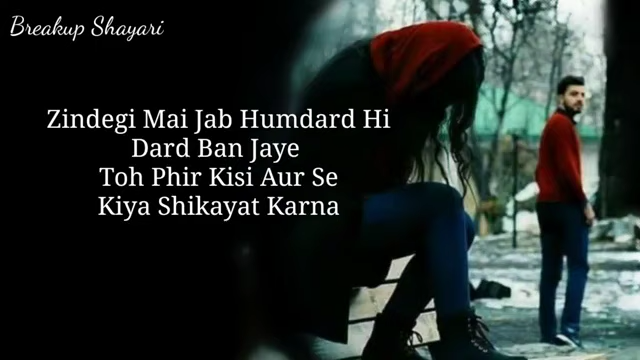 Breakup Shayari
Zindegi Mai Jab Humdard Hi
Dard Ban Jaye
Toh Phir Kisi Aur Se
Kiya Shikayat Karna